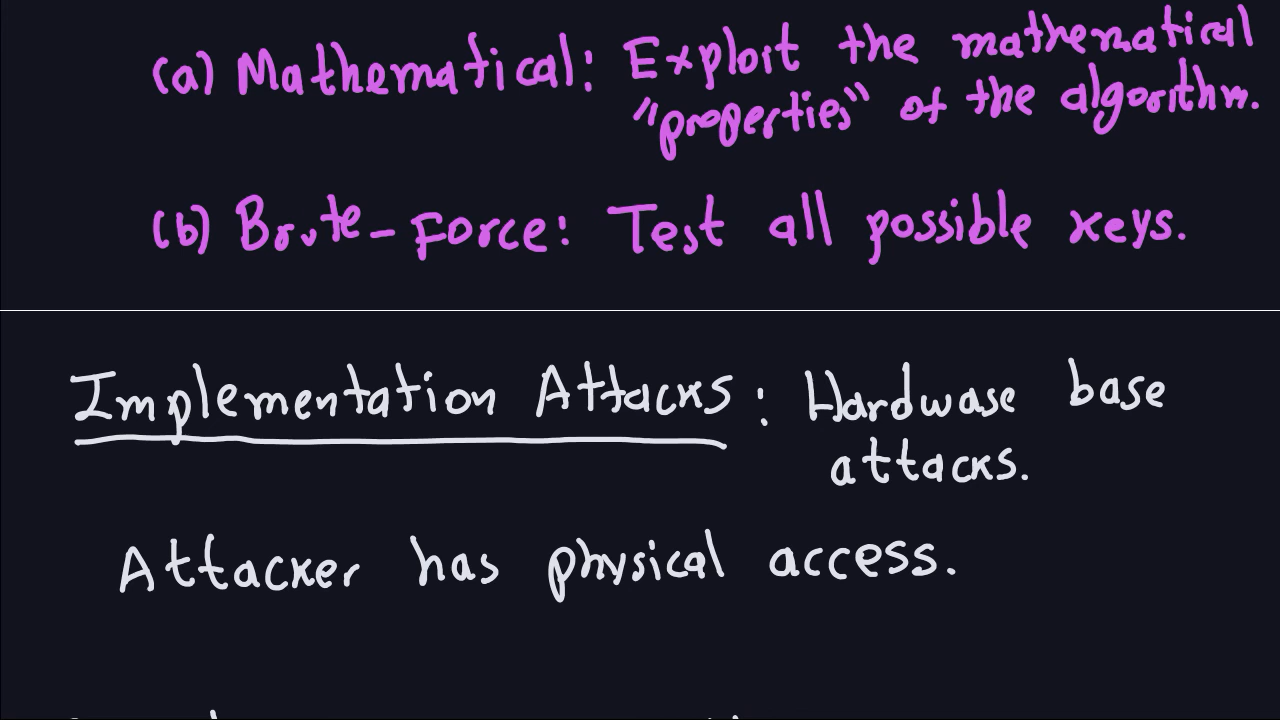 (a) Mathematical: Exploit the mathematical
"properties" of the algorithm.
(b) Brute-Force: Test all possible keys.
Implementation Attacks: Hardware base
attacks.
Attacker has physical access.